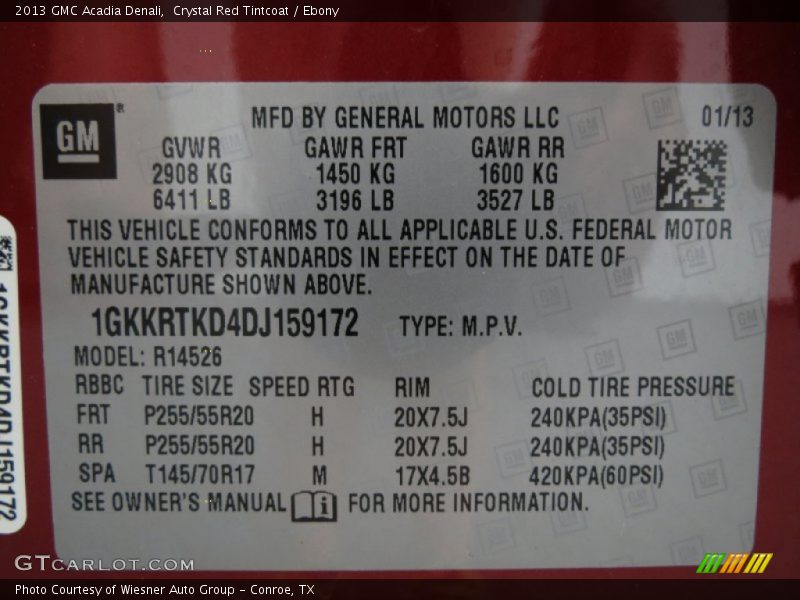 2013 GMC Acadia Denali,  Crystal Red Tintcoat / Ebony
GM ®
MFD BY GENERAL MOTORS LLC 01/13
GVWR GAWR FRT GAWR RR
2908 KG 1450 KG 1600 KG
6411 LB 3196 LB 3527 LB
THIS VEHICLE CONFORMS TO ALL APPLICABLE U.S. FEDERAL MOTOR
VEHICLE SAFETY STANDARDS IN EFFECT ON THE DATE OF
MANUFACTURE SHOWN ABOVE.
1GKKRTKD4DJ159172 TYPE: M.P.V.
MODEL: R14526
RBBC TIRE SIZE SPEED RTG RIM COLD TIRE PRESSURE
FRT P255/55R20 H 20X7.5J 240KPA(35PSI)
RR P255/55R20 H 20X7.5J 240KPA(35PSI)
SPA T145/70R17 M 17X4.5B 420KPA(60PSI)
SEE OWNER'S MANUAL i FOR MORE INFORMATION.
1GKKRTKD4DJ159172
GTCARLOT.COM
Photo Courtesy of Wiesner Auto Group – Conroe, TX